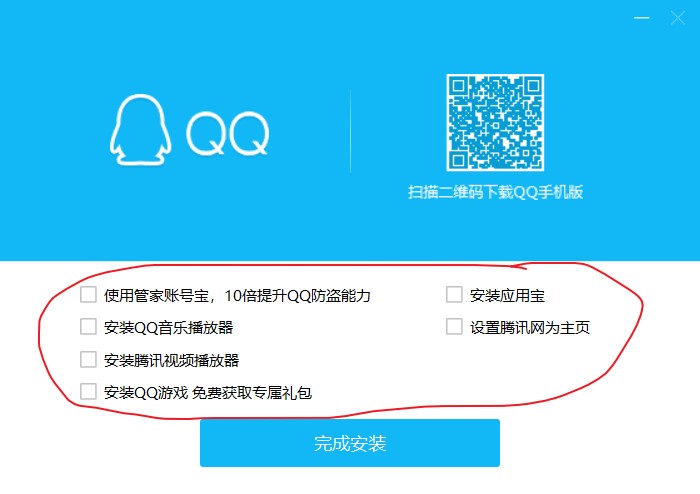 QQ
扫描二维码下载QQ手机版
使用管家账号宝，10倍提升QQ防盗能力
安装应用宝
安装QQ音乐播放器
设置腾讯网为主页
安装腾讯视频播放器
安装QQ游戏 免费获取专属礼包
完成安装